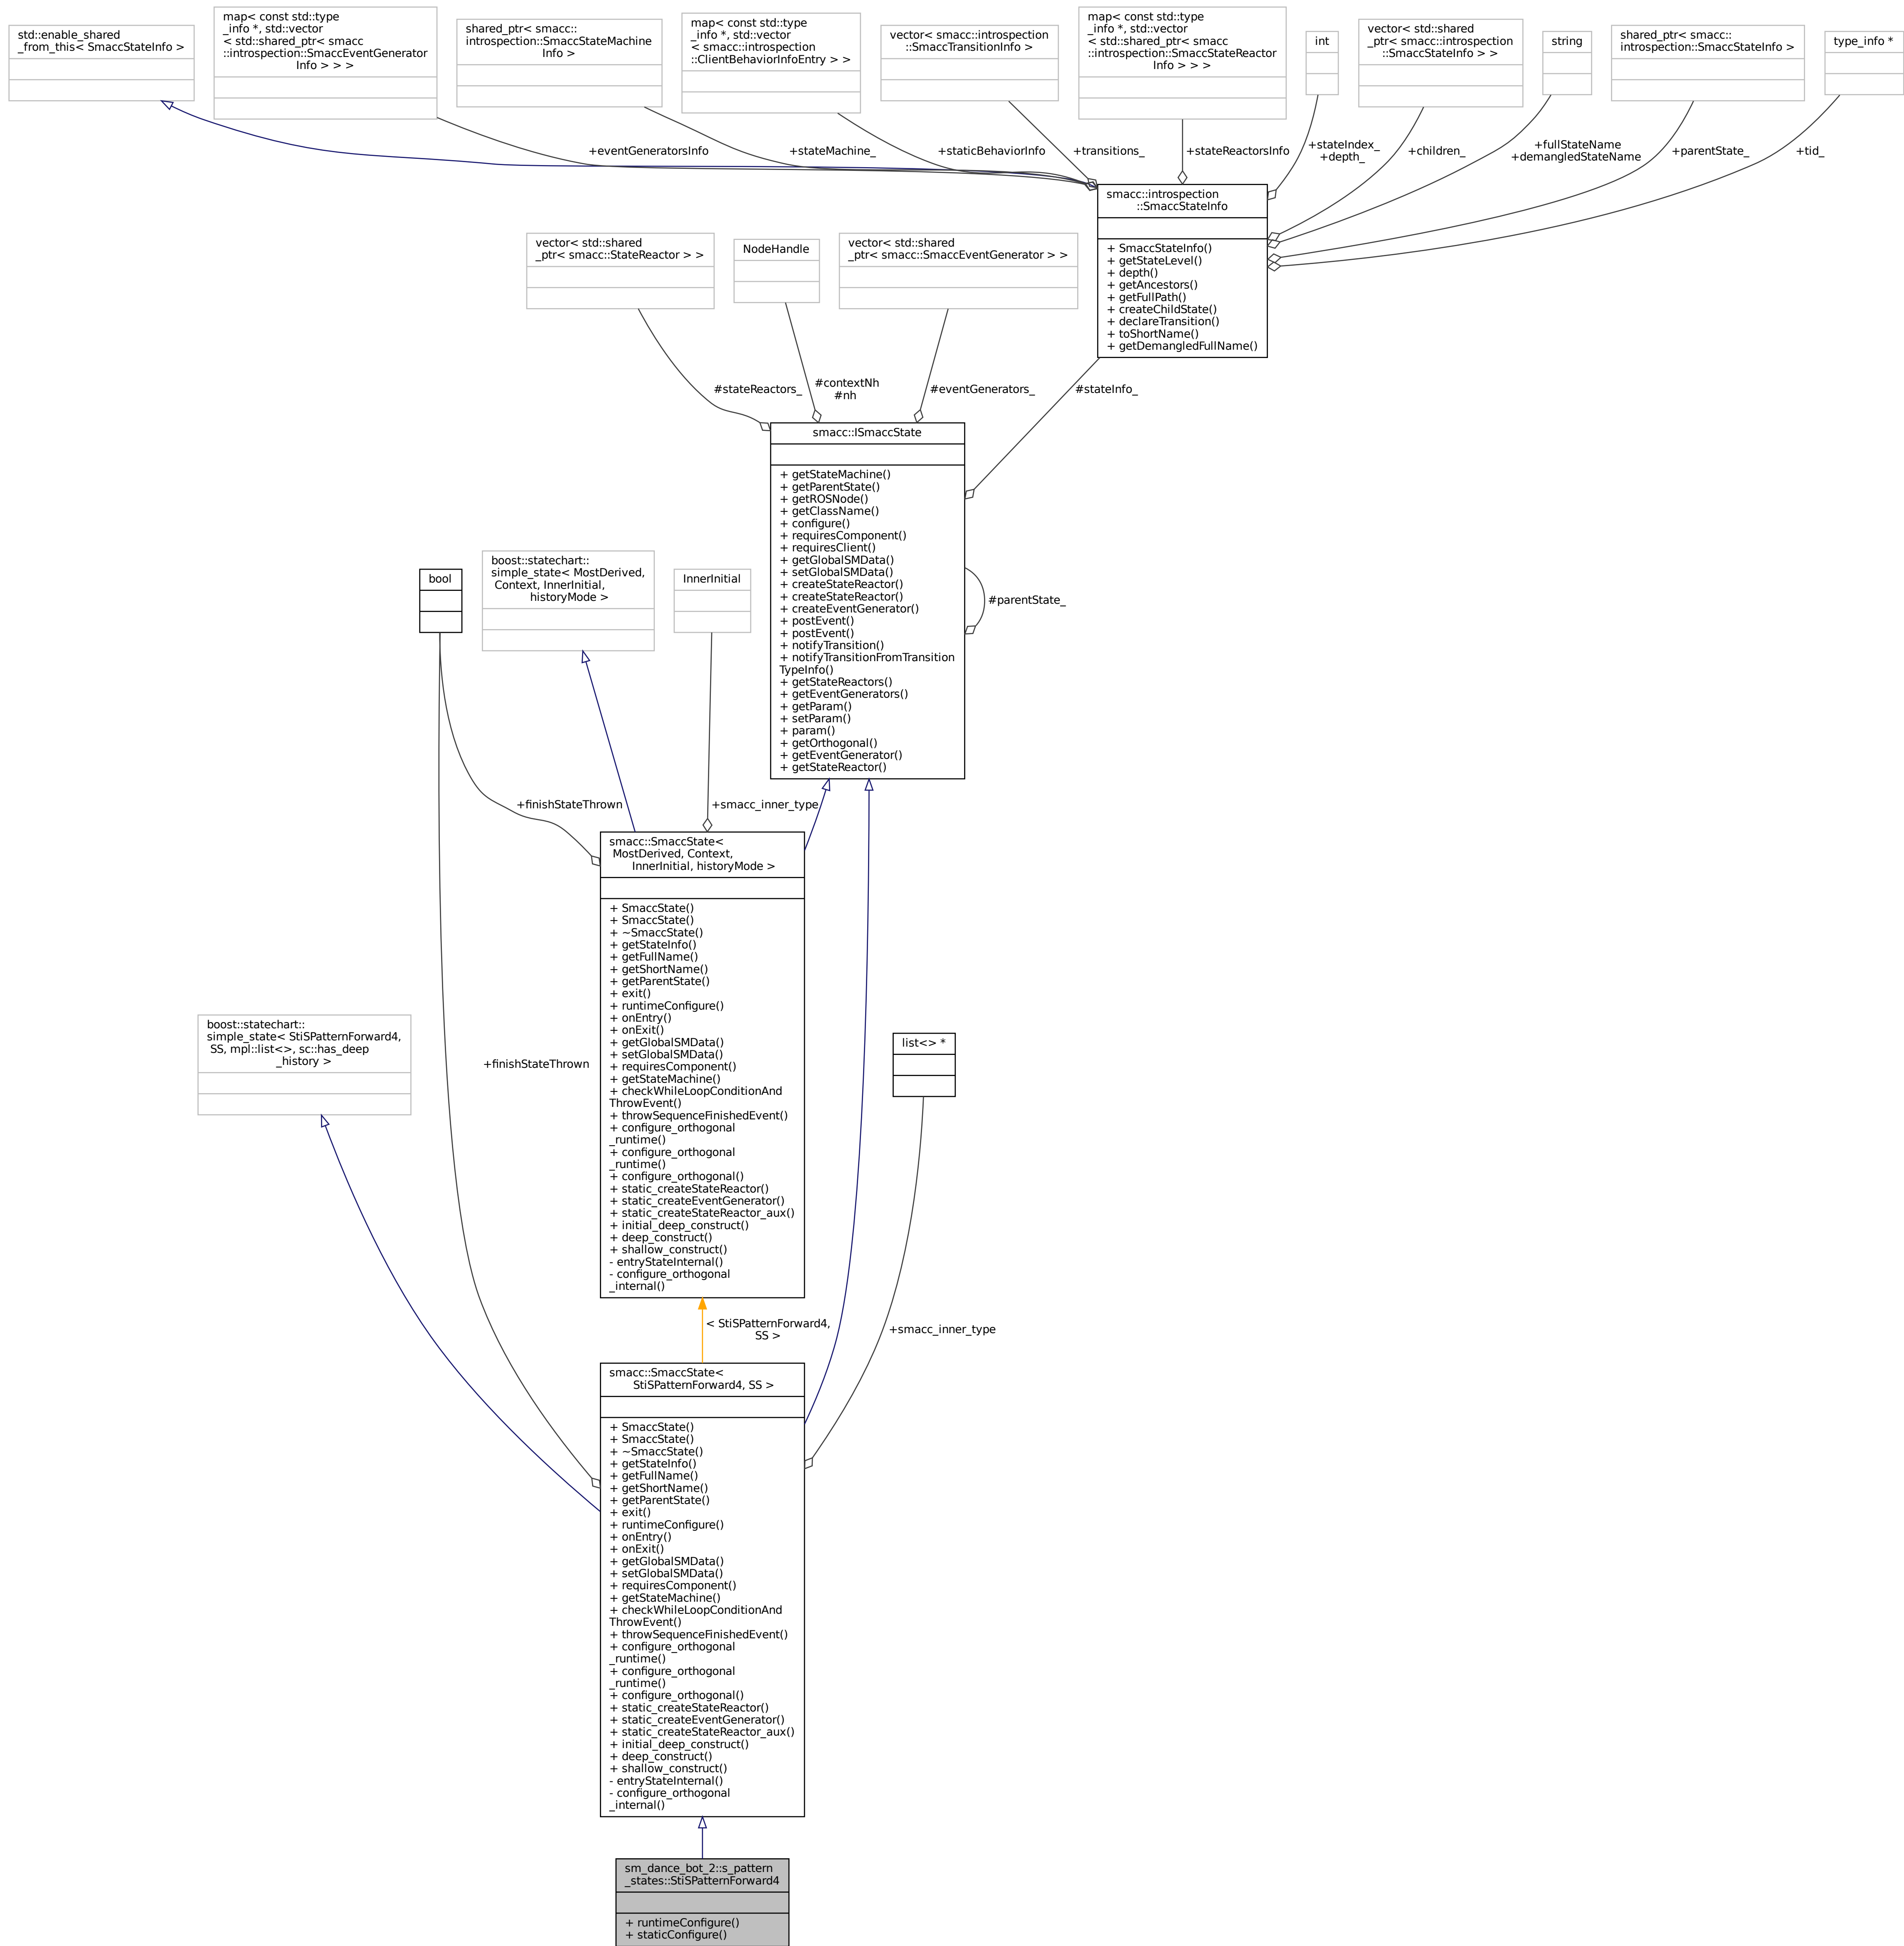 std::enable_shared
_from_this< SmaccStateInfo >
map< const std::type
_info *, std::vector
< std::shared_ptr< smacc
::introspection::SmaccEventGenerator
Info > > >
shared_ptr< smacc::
introspection::SmaccStateMachine
Info >
map< const std::type
_info *, std::vector
< smacc::introspection
::ClientBehaviorInfoEntry > >
vector< smacc::introspection
::SmaccTransitionInfo >
map< const std::type
_info *, std::vector
< std::shared_ptr< smacc
::introspection::SmaccStateReactor
Info > > >
int
vector< std::shared
_ptr< smacc::introspection
::SmaccStateInfo > >
string
shared_ptr< smacc::
introspection::SmaccStateInfo >
type_info *
+eventGeneratorsInfo
+stateMachine_
+staticBehaviorInfo
+transitions_
+stateReactorsInfo
+stateIndex_
+depth_
+children_
+fullStateName
+demangledStateName
+parentState_
+tid_
smacc::introspection
::SmaccStateInfo
+ SmaccStateInfo()
+ getStateLevel()
+ depth()
+ getAncestors()
+ getFullPath()
+ createChildState()
+ declareTransition()
+ toShortName()
+ getDemangledFullName()
vector< std::shared
_ptr< smacc::StateReactor > >
NodeHandle
vector< std::shared
_ptr< smacc::SmaccEventGenerator > >
#stateReactors_
#contextNh
#nh
#eventGenerators_
#stateInfo_
smacc::ISmaccState
+ getStateMachine()
+ getParentState()
+ getROSNode()
+ getClassName()
+ configure()
+ requiresComponent()
+ requiresClient()
+ getGlobalSMData()
+ setGlobalSMData()
+ createStateReactor()
+ createStateReactor()
+ createEventGenerator()
+ postEvent()
+ postEvent()
+ notifyTransition()
+ notifyTransitionFromTransition
TypeInfo()
+ getStateReactors()
+ getEventGenerators()
+ getParam()
+ setParam()
+ param()
+ getOrthogonal()
+ getEventGenerator()
+ getStateReactor()
#parentState_
bool
boost::statechart::
simple_state< MostDerived,
Context, InnerInitial,
historyMode >
InnerInitial
+finishStateThrown
+smacc_inner_type
smacc::SmaccState<
MostDerived, Context,
InnerInitial, historyMode >
+ SmaccState()
+ SmaccState()
+ ~SmaccState()
+ getStateInfo()
+ getFullName()
+ getShortName()
+ getParentState()
+ exit()
+ runtimeConfigure()
+ onEntry()
+ onExit()
+ getGlobalSMData()
+ setGlobalSMData()
+ requiresComponent()
+ getStateMachine()
+ checkWhileLoopConditionAnd
ThrowEvent()
+ throwSequenceFinishedEvent()
+ configure_orthogonal
_runtime()
+ configure_orthogonal
_runtime()
+ configure_orthogonal()
+ static_createStateReactor()
+ static_createEventGenerator()
+ static_createStateReactor_aux()
+ initial_deep_construct()
+ deep_construct()
+ shallow_construct()
- entryStateInternal()
- configure_orthogonal
_internal()
boost::statechart::
simple_state< StiSPatternForward4,
SS, mpl::list<>, sc::has_deep
_history >
+finishStateThrown
list<> *
< StiSPatternForward4,
SS >
+smacc_inner_type
smacc::SmaccState<
StiSPatternForward4, SS >
+ SmaccState()
+ SmaccState()
+ ~SmaccState()
+ getStateInfo()
+ getFullName()
+ getShortName()
+ getParentState()
+ exit()
+ runtimeConfigure()
+ onEntry()
+ onExit()
+ getGlobalSMData()
+ setGlobalSMData()
+ requiresComponent()
+ getStateMachine()
+ checkWhileLoopConditionAnd
ThrowEvent()
+ throwSequenceFinishedEvent()
+ configure_orthogonal
_runtime()
+ configure_orthogonal
_runtime()
+ configure_orthogonal()
+ static_createStateReactor()
+ static_createEventGenerator()
+ static_createStateReactor_aux()
+ initial_deep_construct()
+ deep_construct()
+ shallow_construct()
- entryStateInternal()
- configure_orthogonal
_internal()
sm_dance_bot_2::s_pattern
_states::StiSPatternForward4
+ runtimeConfigure()
+ staticConfigure()